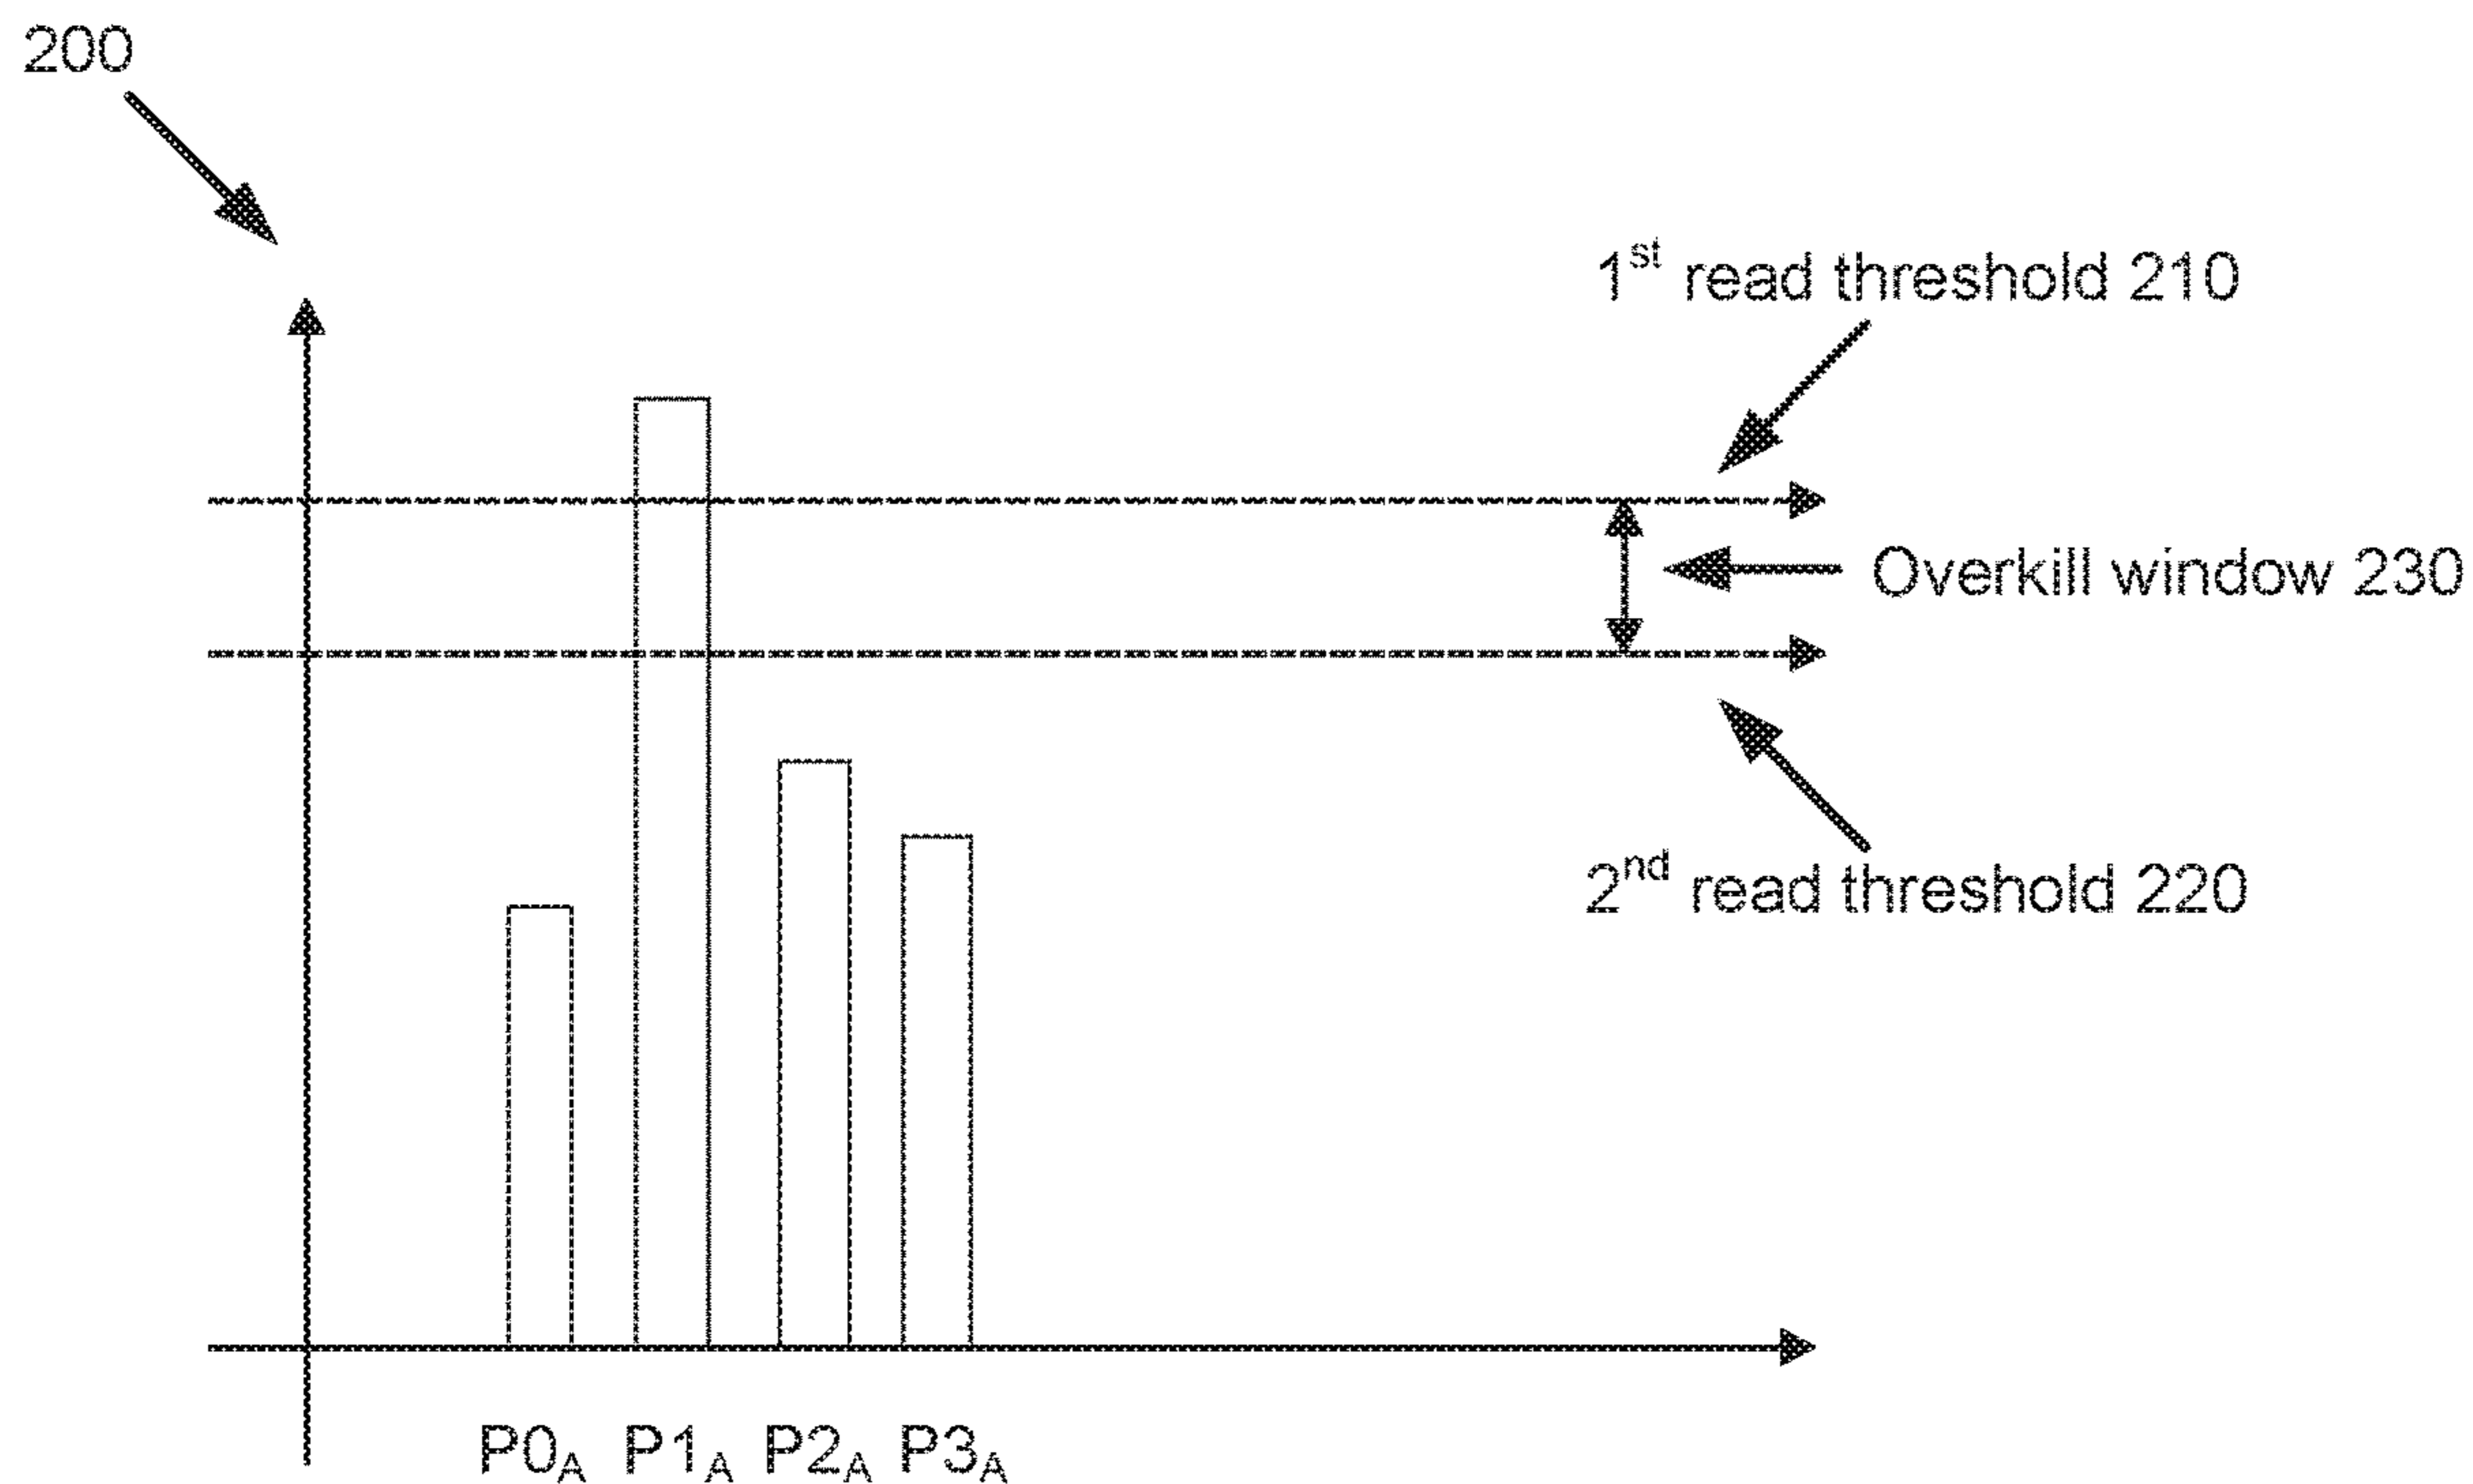 200
1st read threshold 210
Overkill window 230
2nd read threshold 220
P0A P1A P2A P3A